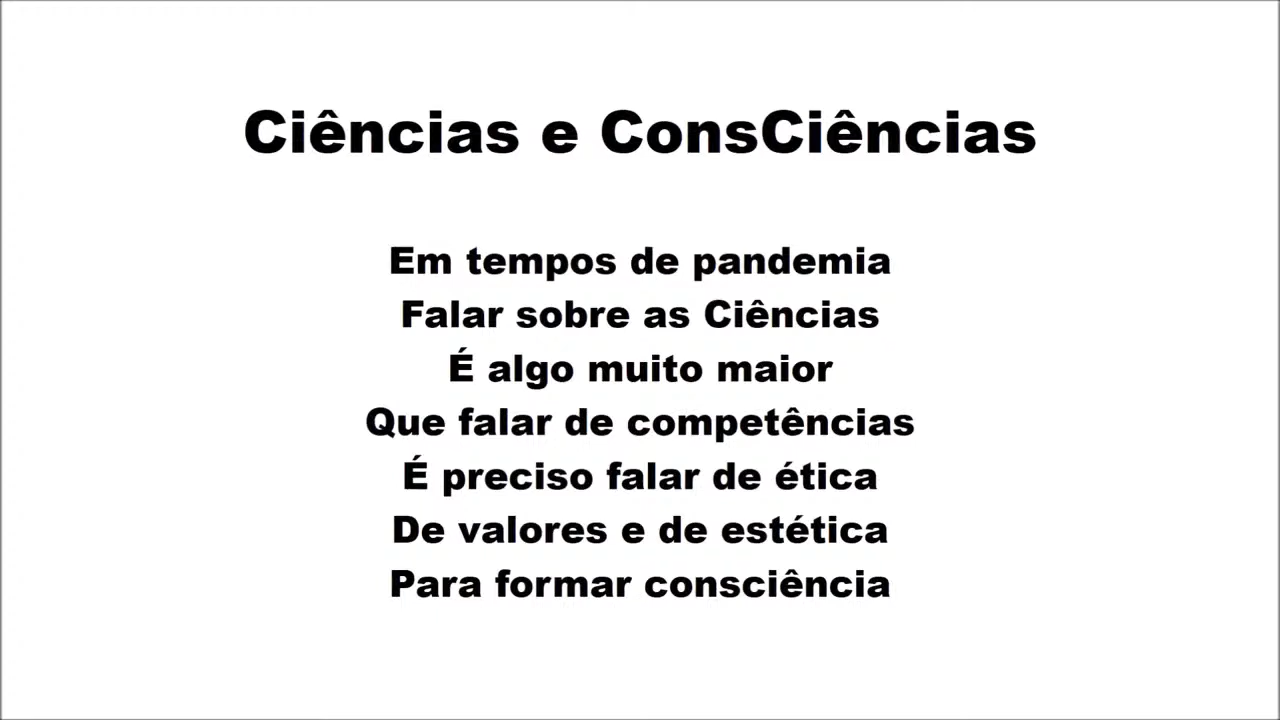 Ciências e ConsCiências
Em tempos de pandemia
Falar sobre as Ciências
É algo muito maior
Que falar de competências
É preciso falar de ética
De valores e de estética
Para formar consciência